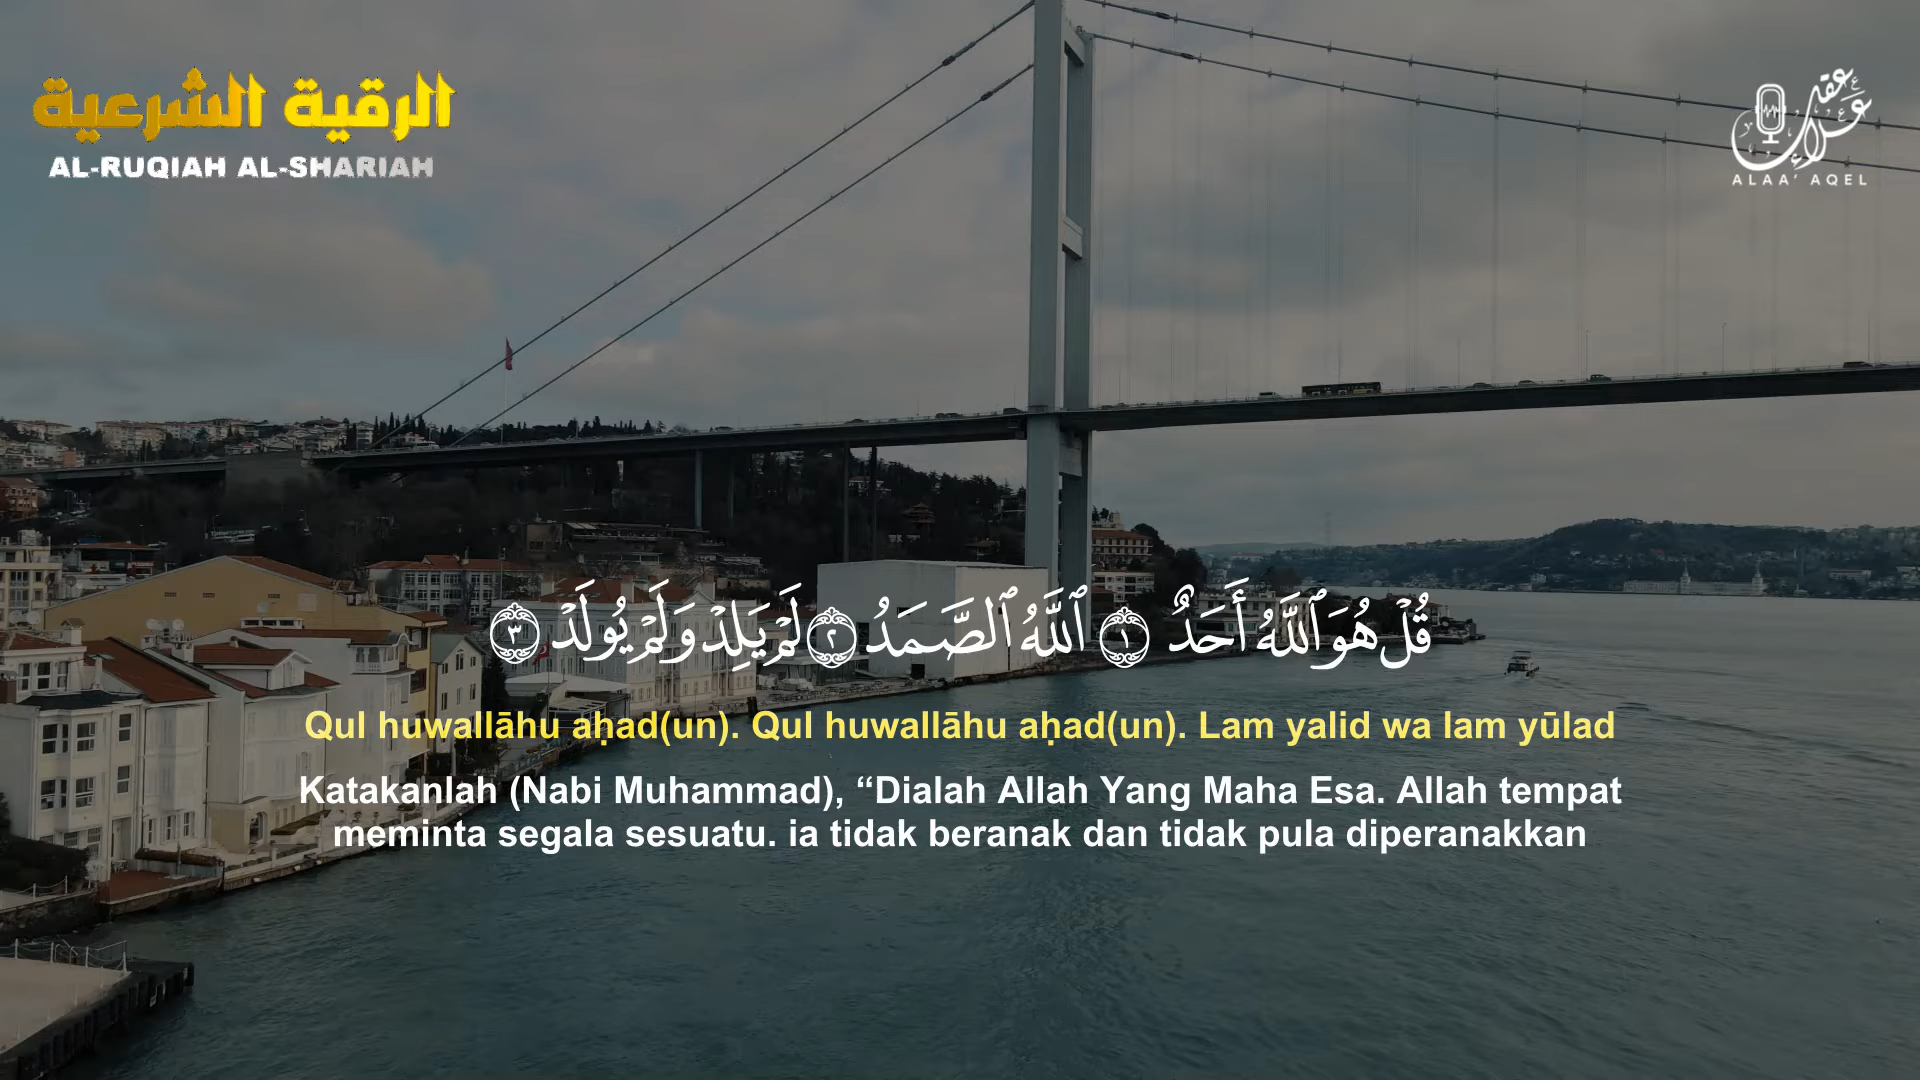 الرقية الشرعية
AL-RUQIAH AL-SHARIAH
علاء عقل
ALAA' AQEL
قُلْ هُوَ ٱللَّهُ أَحَدٌ ١ ٱللَّهُ ٱلصَّمَدُ ٢ لَمْ يَلِدْ وَلَمْ يُولَدْ ٣
Qul huwallāhu aḥad(un). Qul huwallāhu aḥad(un). Lam yalid wa lam yūlad
Katakanlah (Nabi Muhammad), “Dialah Allah Yang Maha Esa. Allah tempat
meminta segala sesuatu. ia tidak beranak dan tidak pula diperanakkan